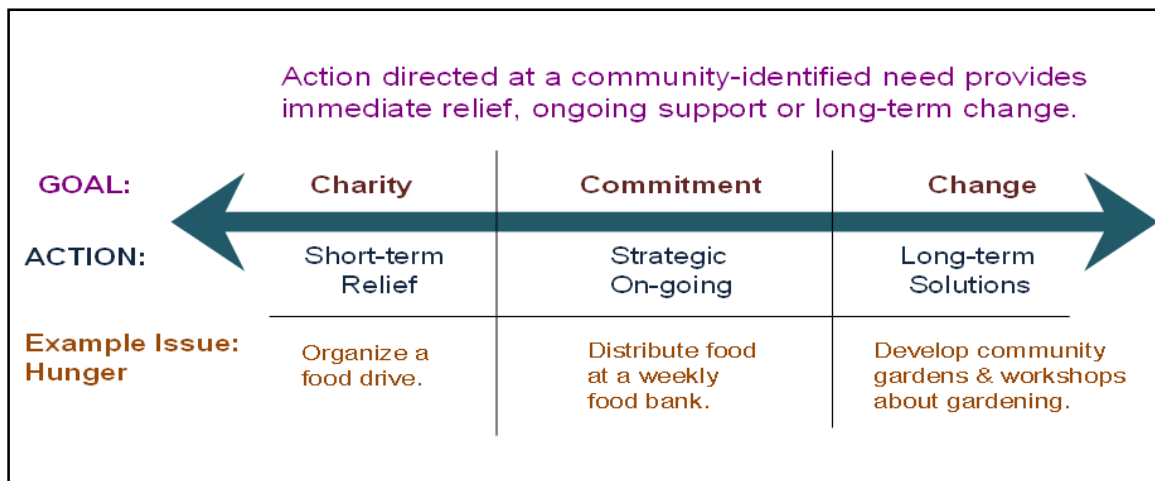 Action directed at a community-identified need provides
immediate relief, ongoing support or long-term change.
GOAL: Charity Commitment Change
ACTION: Short-term Relief Strategic On-going Long-term Solutions
Example Issue: Hunger
Organize a
food drive.
Distribute food
at a weekly
food bank.
Develop community
gardens & workshops
about gardening.